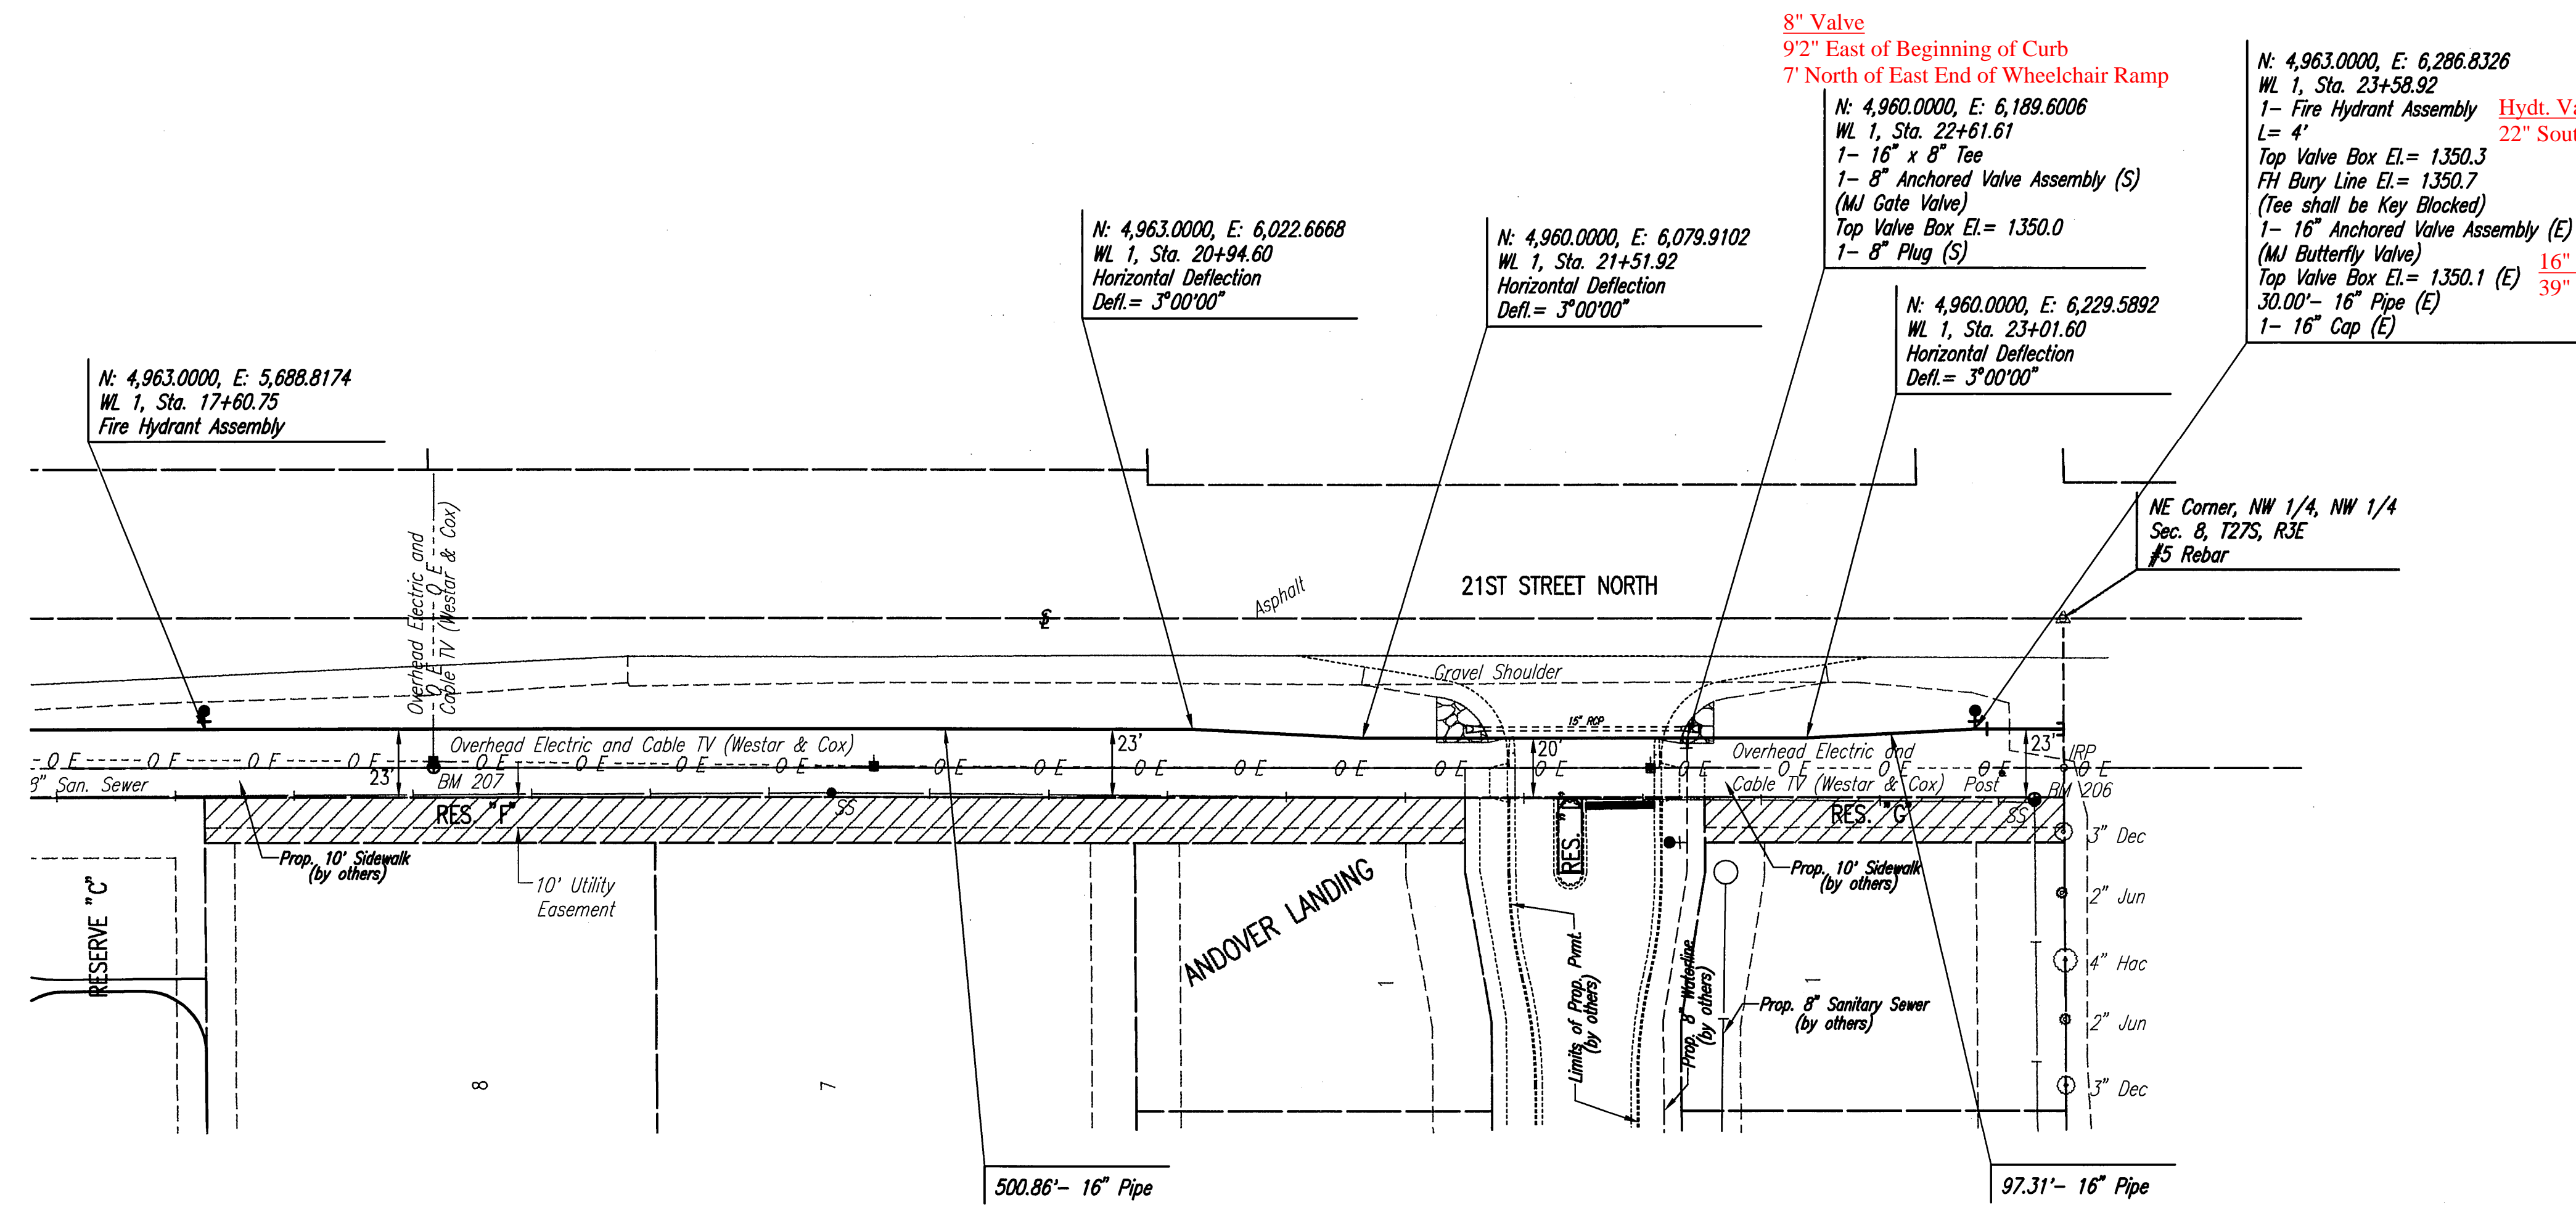 8" Valve
9'2" East of Beginning of Curb
7' North of East End of Wheelchair Ramp
N: 4,963.0000, E: 6,286.8326
WL 1, Sta. 23+58.92
1- Fire Hydrant Assembly
L= 4'
Top Valve Box El.= 1350.3
FH Bury Line El.= 1350.7
(Tee shall be Key Blocked)
1- 16" Anchored Valve Assembly (E)
(MJ Butterfly Valve)
Top Valve Box El.= 1350.1 (E)
30.00'- 16" Pipe (E)
1- 16" Cap (E)
Hydt.
22"
16"
39"
N: 4,960.0000, E: 6,189.6006
WL 1, Sta. 22+61.61
1- 16" x 8" Tee
1- 8" Anchored Valve Assembly (S)
(MJ Gate Valve)
Top Valve Box El.= 1350.0
1- 8" Plug (S)
N: 4,963.0000, E: 6,022.6668
WL 1, Sta. 20+94.60
Horizontal Deflection
Defl.= 3°00'00"
N: 4,960.0000, E: 6,079.9102
WL 1, Sta. 21+51.92
Horizontal Deflection
Defl.= 3°00'00"
N: 4,960.0000, E: 6,229.5892
WL 1, Sta. 23+01.60
Horizontal Deflection
Defl.= 3°00'00"
N: 4,963.0000, E: 5,688.8174
WL 1, Sta. 17+60.75
Fire Hydrant Assembly
NE Corner, NW 1/4, NW 1/4
Sec. 8, T27S, R3E
#5 Rebar
Overhead Electric and
Cable TV (Westar & Cox)
O E O E
21ST STREET NORTH
Asphalt
Gravel Shoulder
15" RCP
Overhead Electric and Cable TV (Westar & Cox)
23'
20'
Overhead Electric and
23'
IRP
O E O E O E O E O E O E O E O E O E O E O E O E O E O E O E O E O E O E O E
8" San. Sewer
23'
BM 207
Cable TV (Westar & Cox)
Post
BM 206
RES. "F"
SS
RES. "G"
SS
3" Dec
Prop. 10' Sidewalk
(by others)
10' Utility
Easement
Prop. 10' Sidewalk
(by others)
2" Jun
RESERVE "C"
ANDOVER LANDING
4" Hac
1
1
Limits of Prop. Pvmt.
(by others)
Prop. 8" Waterline
(by others)
Prop. 8" Sanitary Sewer
(by others)
2" Jun
8
7
3" Dec
500.86'- 16" Pipe
97.31'- 16" Pipe